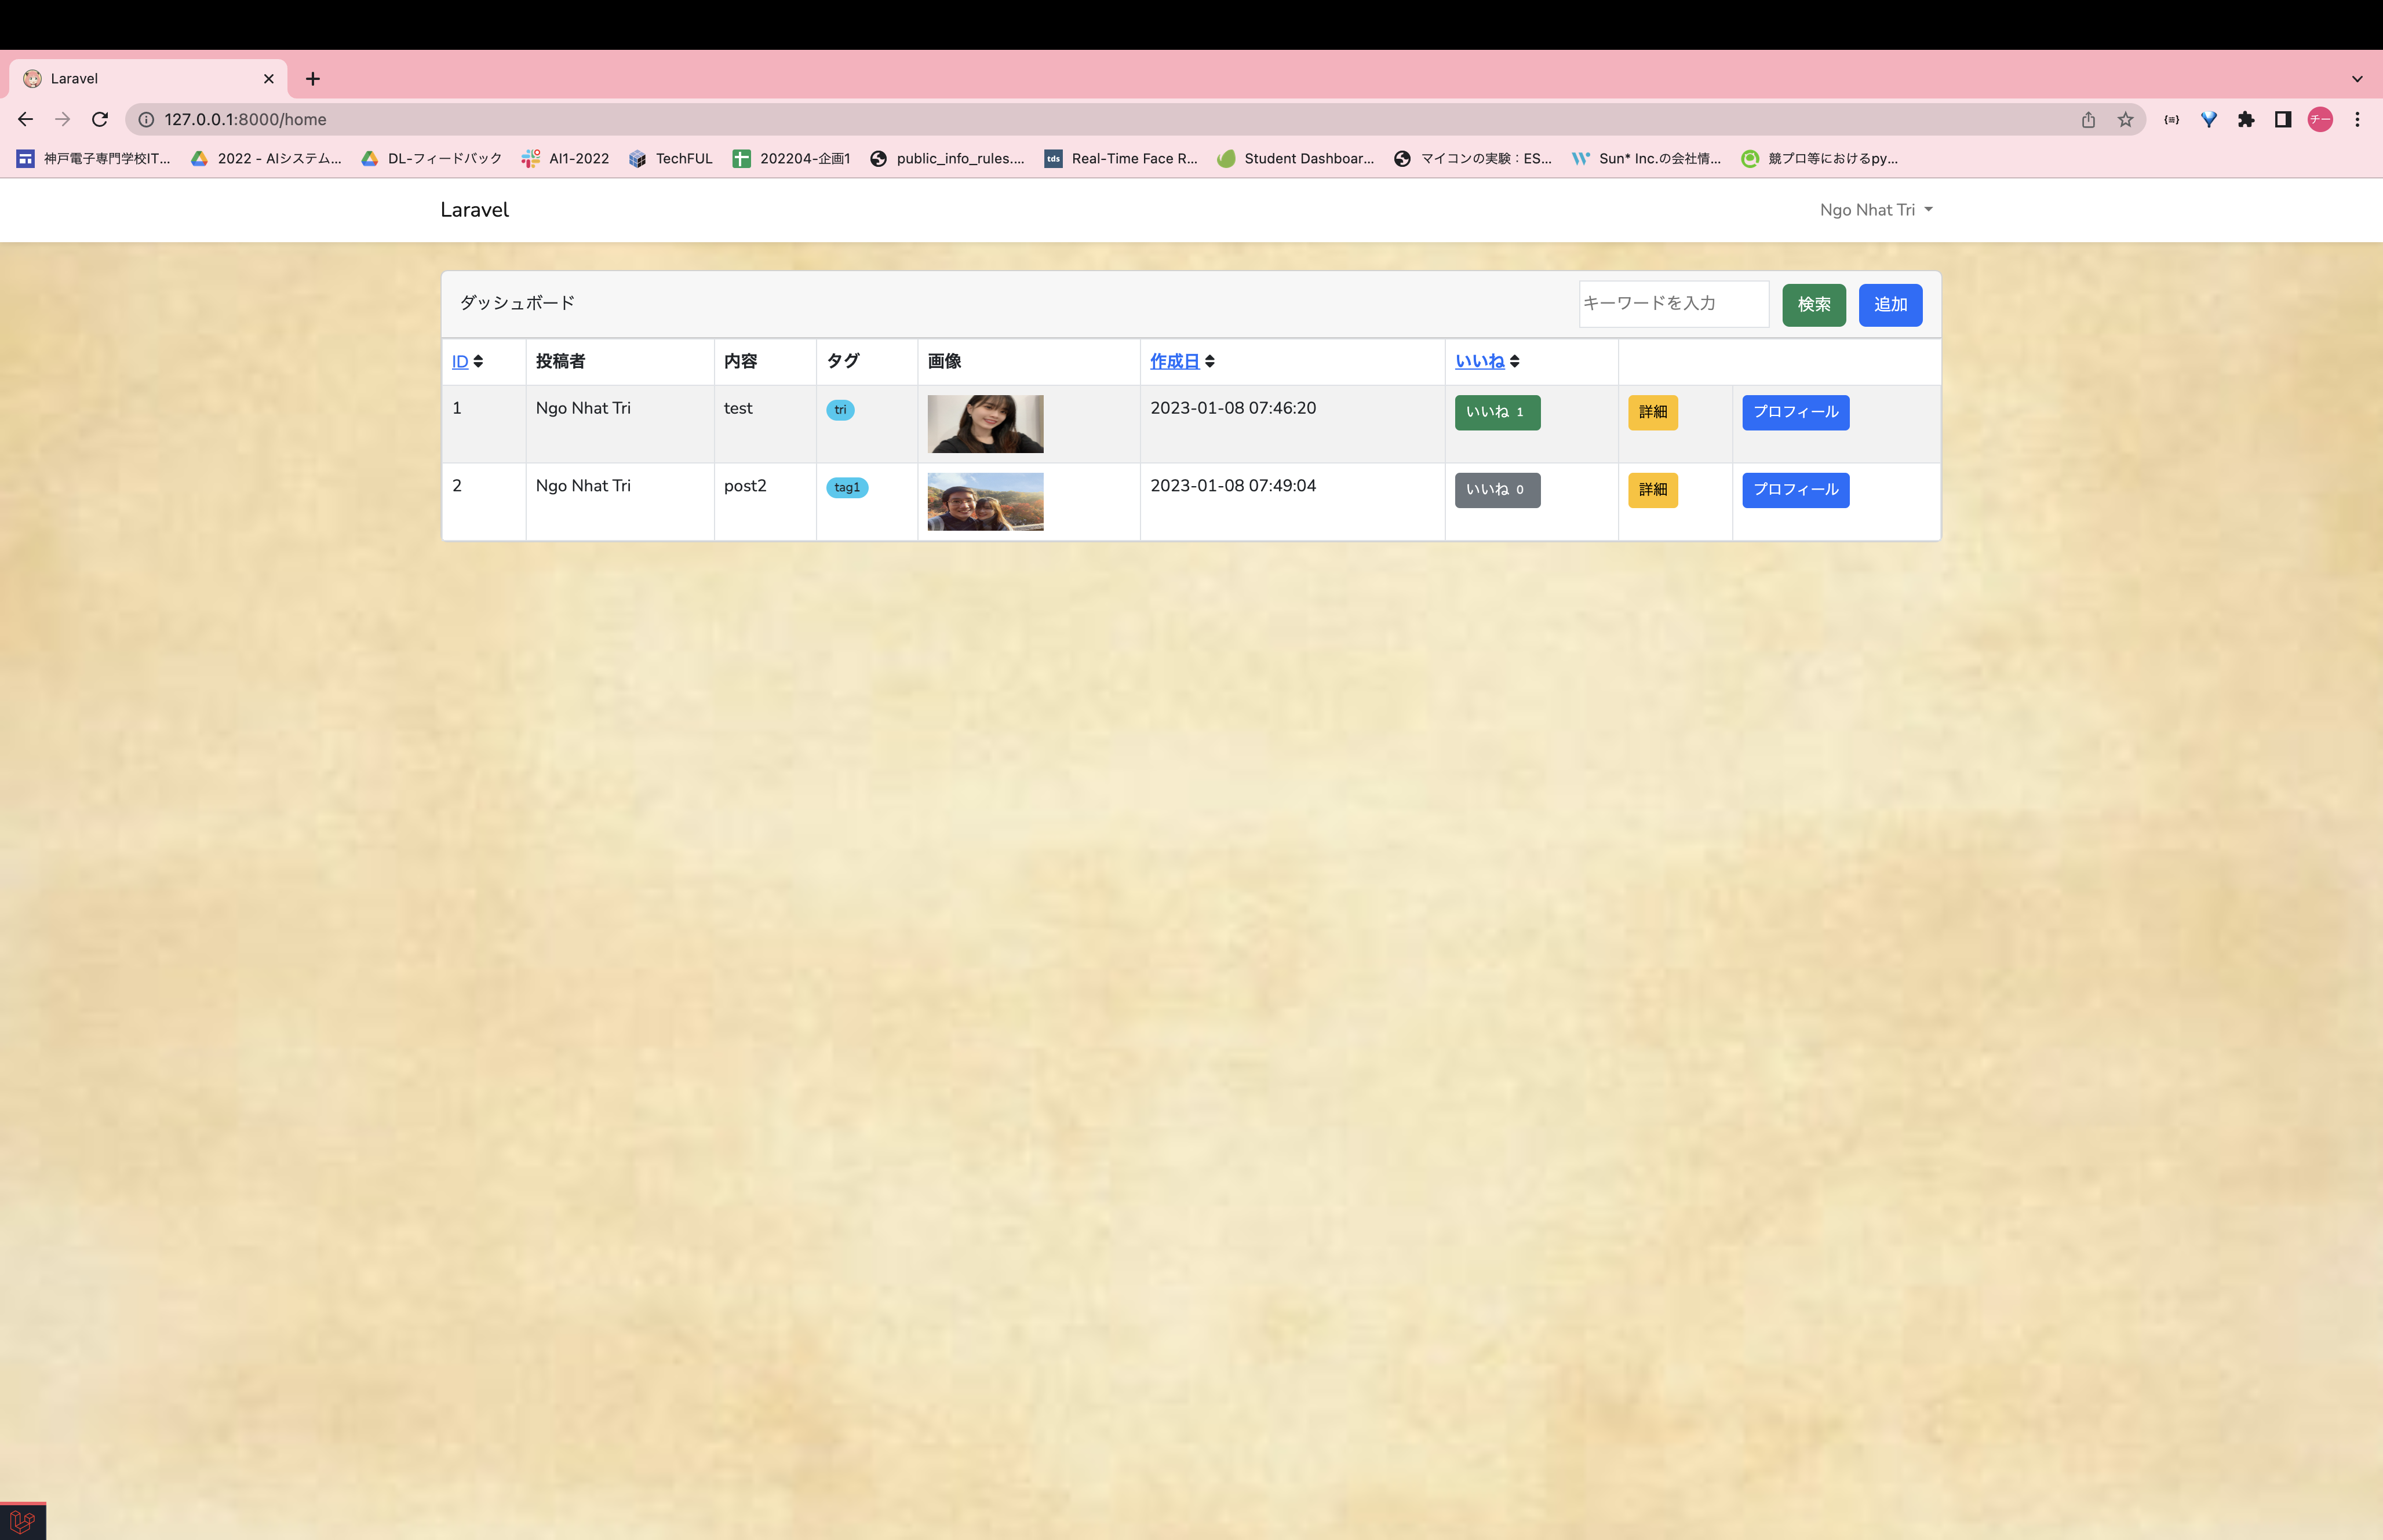 Laravel
127.0.0.1:8000/home
チー
神戸電子専門学校IT... 2022 - AIシステム... DL-フィードバック AI1-2022 TechFUL 202204-企画1 public_info_rules.... tds Real-Time Face R... Student Dashboar... マイコンの実験：ES... Sun* Inc.の会社情... 競プロ等におけるpy...
Laravel Ngo Nhat Tri
ダッシュボード キーワードを入力 検索 追加
ID 投稿者 内容 タグ 画像 作成日 いいね
1 Ngo Nhat Tri test tri 2023-01-08 07:46:20 いいね 1 詳細 プロフィール
2 Ngo Nhat Tri post2 tag1 2023-01-08 07:49:04 いいね 0 詳細 プロフィール